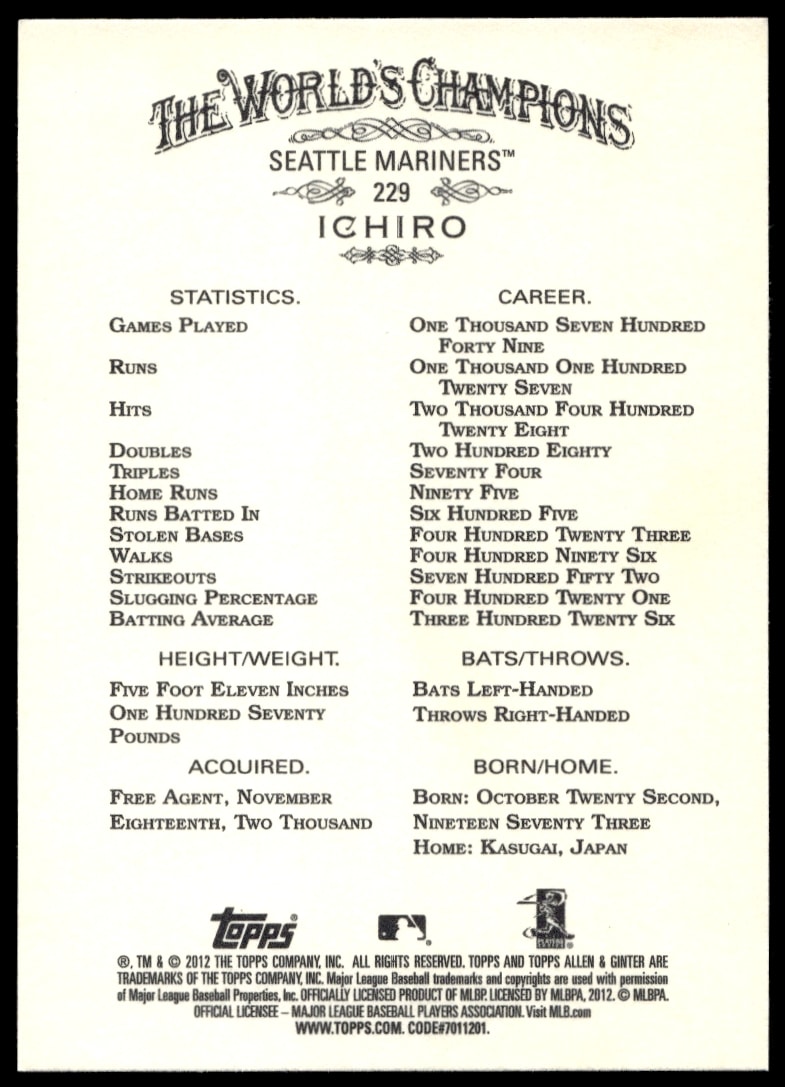 THE WORLD'S CHAMPIONS
SEATTLE MARINERS™
229
ICHIRO
STATISTICS. CAREER.
GAMES PLAYED ONE THOUSAND SEVEN HUNDRED
FORTY NINE
RUNS ONE THOUSAND ONE HUNDRED
TWENTY SEVEN
HITS TWO THOUSAND FOUR HUNDRED
TWENTY EIGHT
DOUBLES TWO HUNDRED EIGHTY
TRIPLES SEVENTY FOUR
HOME RUNS NINETY FIVE
RUNS BATTED IN SIX HUNDRED FIVE
STOLEN BASES FOUR HUNDRED TWENTY THREE
WALKS FOUR HUNDRED NINETY SIX
STRIKEOUTS SEVEN HUNDRED FIFTY TWO
SLUGGING PERCENTAGE FOUR HUNDRED TWENTY ONE
BATTING AVERAGE THREE HUNDRED TWENTY SIX
HEIGHT/WEIGHT.
FIVE FOOT ELEVEN INCHES
ONE HUNDRED SEVENTY
POUNDS
BATS/THROWS.
BATS LEFT-HANDED
THROWS RIGHT-HANDED
ACQUIRED.
FREE AGENT, NOVEMBER
EIGHTEENTH, TWO THOUSAND
BORN/HOME.
BORN: OCTOBER TWENTY SECOND,
NINETEEN SEVENTY THREE
HOME: KASUGAI, JAPAN
Topps®
®, TM & © 2012 THE TOPPS COMPANY, INC. ALL RIGHTS RESERVED. TOPPS AND TOPPS ALLEN & GINTER ARE
TRADEMARKS OF THE TOPPS COMPANY, INC. Major League Baseball trademarks and copyrights are used with permission
of Major League Baseball Properties, Inc. OFFICIALLY LICENSED PRODUCT OF MLBP. LICENSED BY MLBPA, 2012. © MLBPA.
OFFICIAL LICENSEE – MAJOR LEAGUE BASEBALL PLAYERS ASSOCIATION. Visit MLB.com
WWW.TOPPS.COM. CODE#7011201.